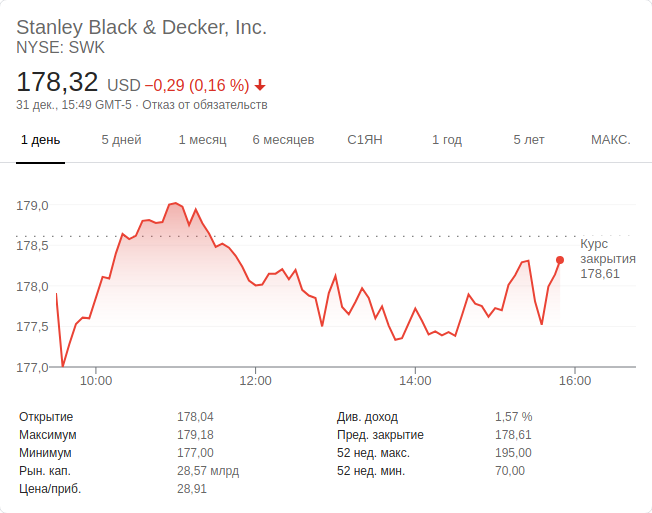 Stanley Black & Decker, Inc.
NYSE: SWK
178,32 USD −0,29 (0,16 %)
31 дек., 15:49 GMT-5 · Отказ от обязательств
1 день 5 дней 1 месяц 6 месяцев С1ЯН 1 год 5 лет МАКС.
179,0
178,5
178,0
177,5
177,0
Курс
закрытия
178,61
10:00 12:00 14:00 16:00
Открытие 178,04 Див. доход 1,57 %
Максимум 179,18 Пред. закрытие 178,61
Минимум 177,00 52 нед. макс. 195,00
Рын. кап. 28,57 млрд 52 нед. мин. 70,00
Цена/приб. 28,91